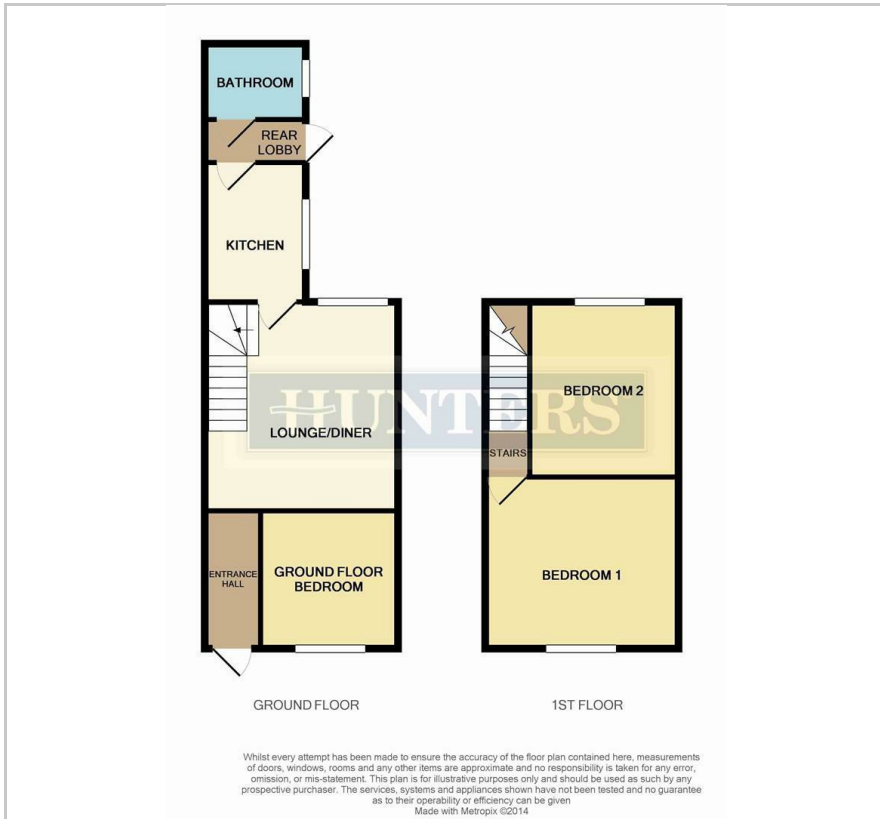 BATHROOM
REAR
LOBBY
KITCHEN
HUNTERS
LOUNGE/DINER
ENTRANCE
HALL
GROUND FLOOR
BEDROOM
BEDROOM 2
STAIRS
BEDROOM 1
GROUND FLOOR
1ST FLOOR
Whilst every attempt has been made to ensure the accuracy of the floor plan contained here, measurements
of doors, windows, rooms and any other items are approximate and no responsibility is taken for any error,
omission, or mis-statement. This plan is for illustrative purposes only and should be used as such by any
prospective purchaser. The services, systems and appliances shown have not been tested and no guarantee
as to their operability or efficiency can be given
Made with Metropix ©2014